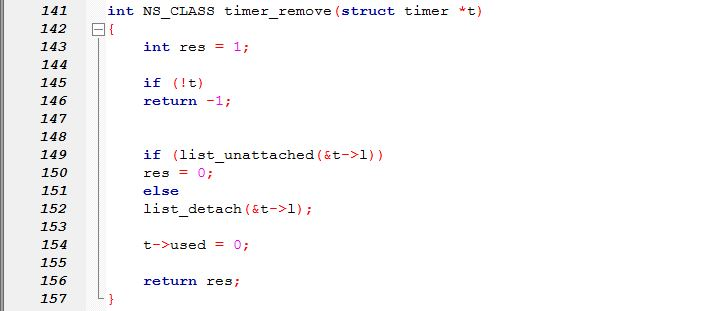 141 int NS_CLASS timer_remove(struct timer *t)
142 {
143 int res = 1;
144
145 if (!t)
146 return -1;
147
148
149 if (list_unattached(&t->l))
150 res = 0;
151 else
152 list_detach(&t->l);
153
154 t->used = 0;
155
156 return res;
157 }